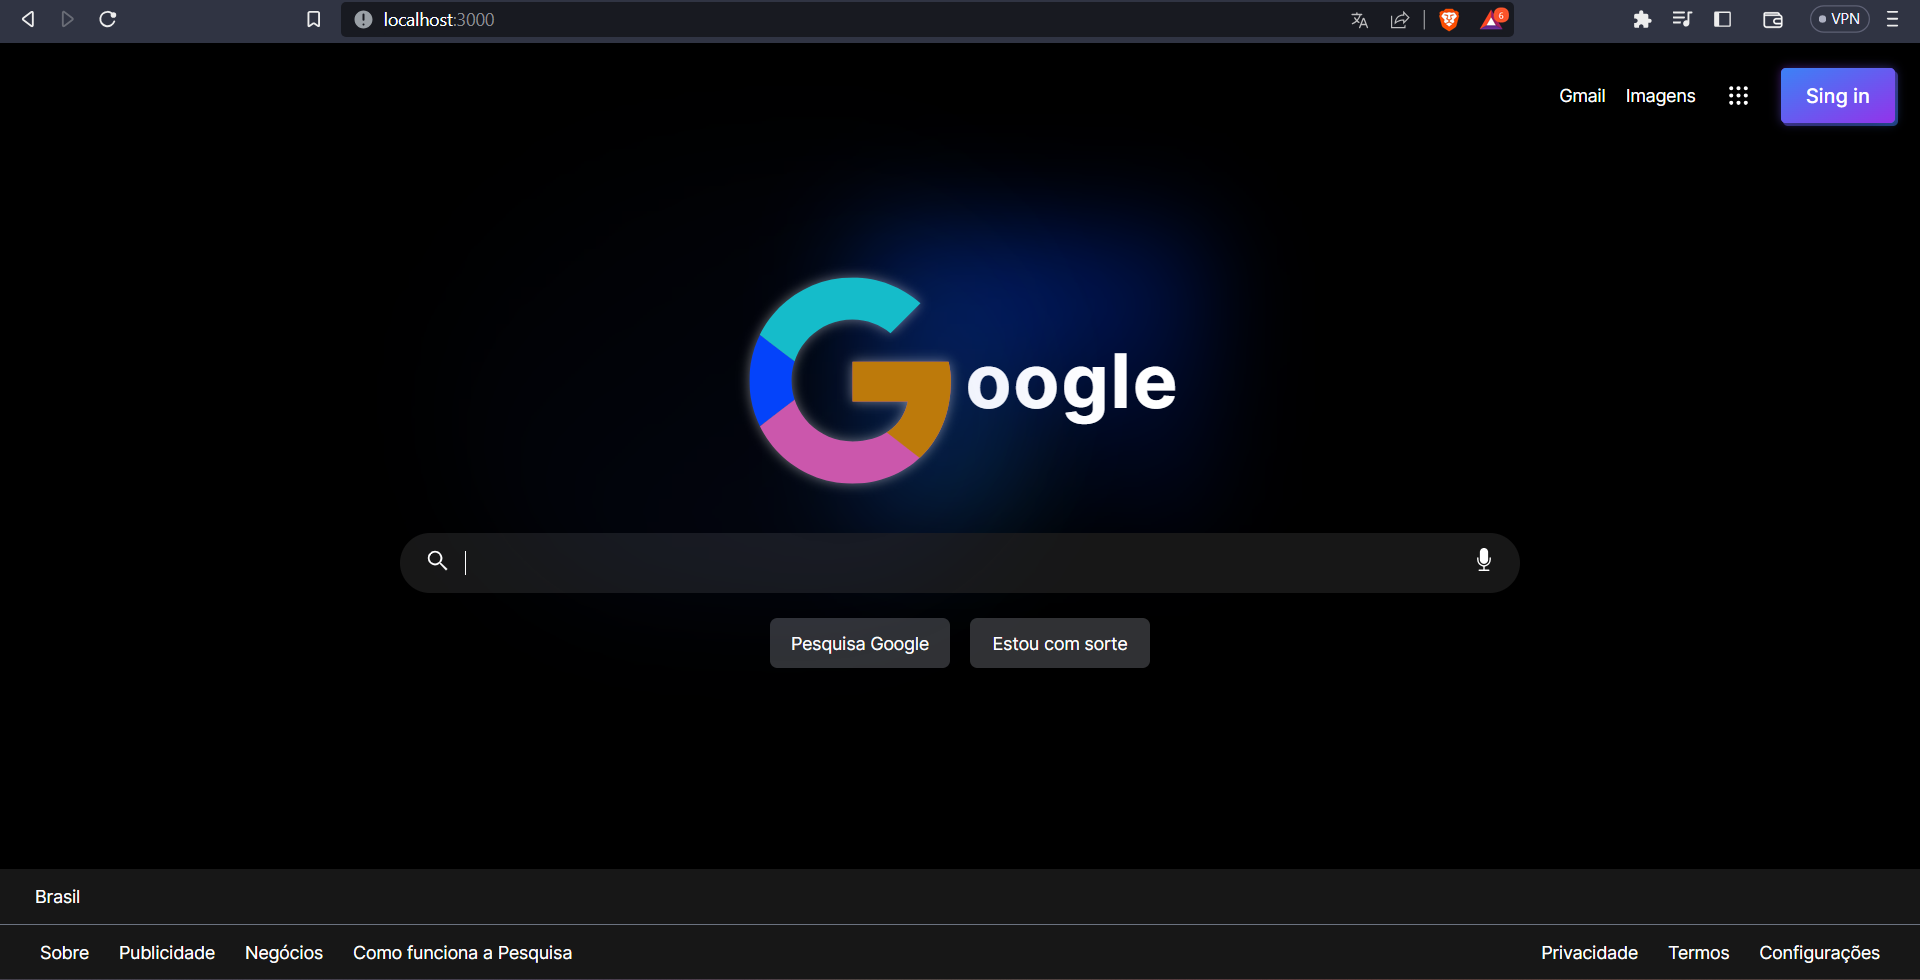 localhost:3000
6
VPN
Gmail Imagens
Sing in
Google
Pesquisa Google Estou com sorte
Brasil
Sobre Publicidade Negócios Como funciona a Pesquisa Privacidade Termos Configurações